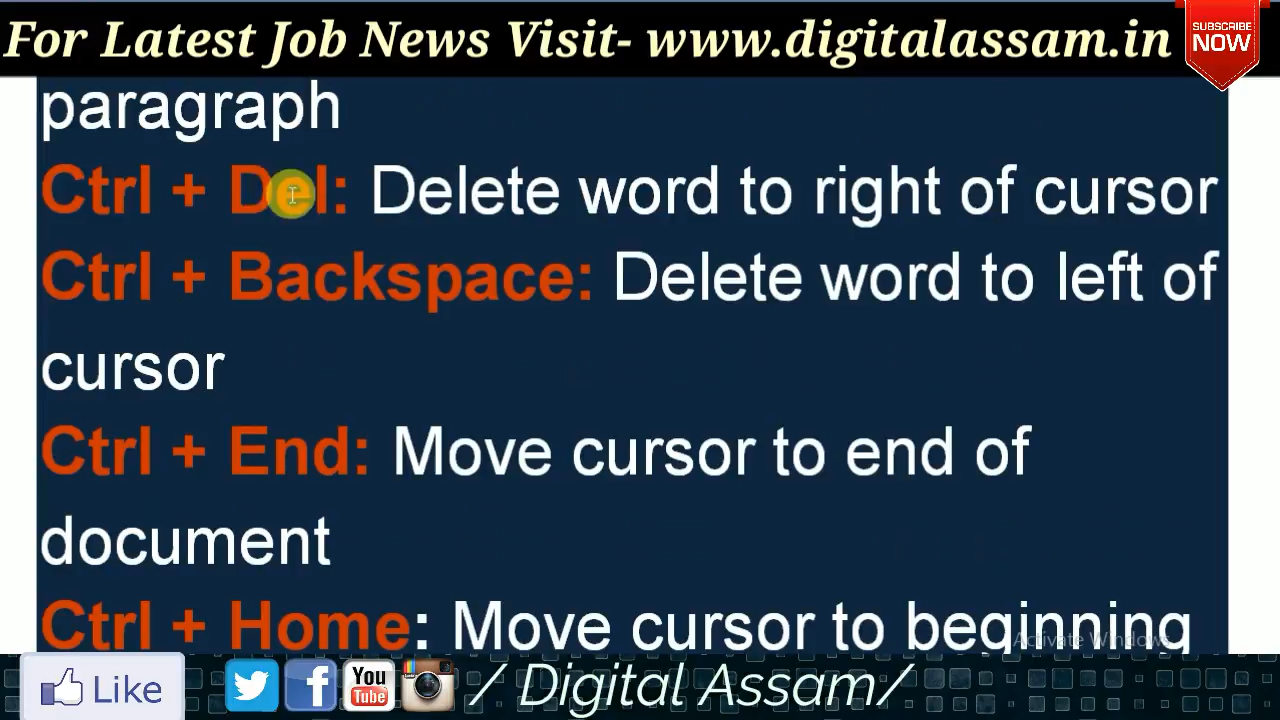 For Latest Job News Visit- www.digitalassam.in
SUBSCRIBE
NOW
paragraph
Ctrl + Del: Delete word to right of cursor
Ctrl + Backspace: Delete word to left of
cursor
Ctrl + End: Move cursor to end of
document
Ctrl + Home: Move cursor to beginning
Activate Windows
Like
You
Tube
/ Digital Assam/